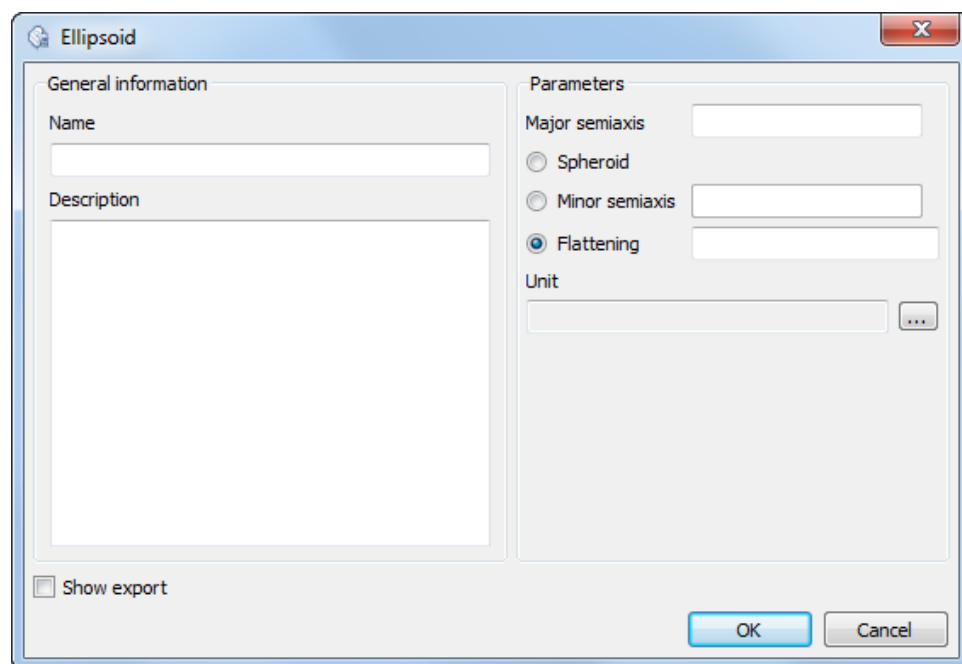 Ellipsoid
General information
Name
Description
Parameters
Major semiaxis
Spheroid
Minor semiaxis
Flattening
Unit
...
Show export
OK
Cancel